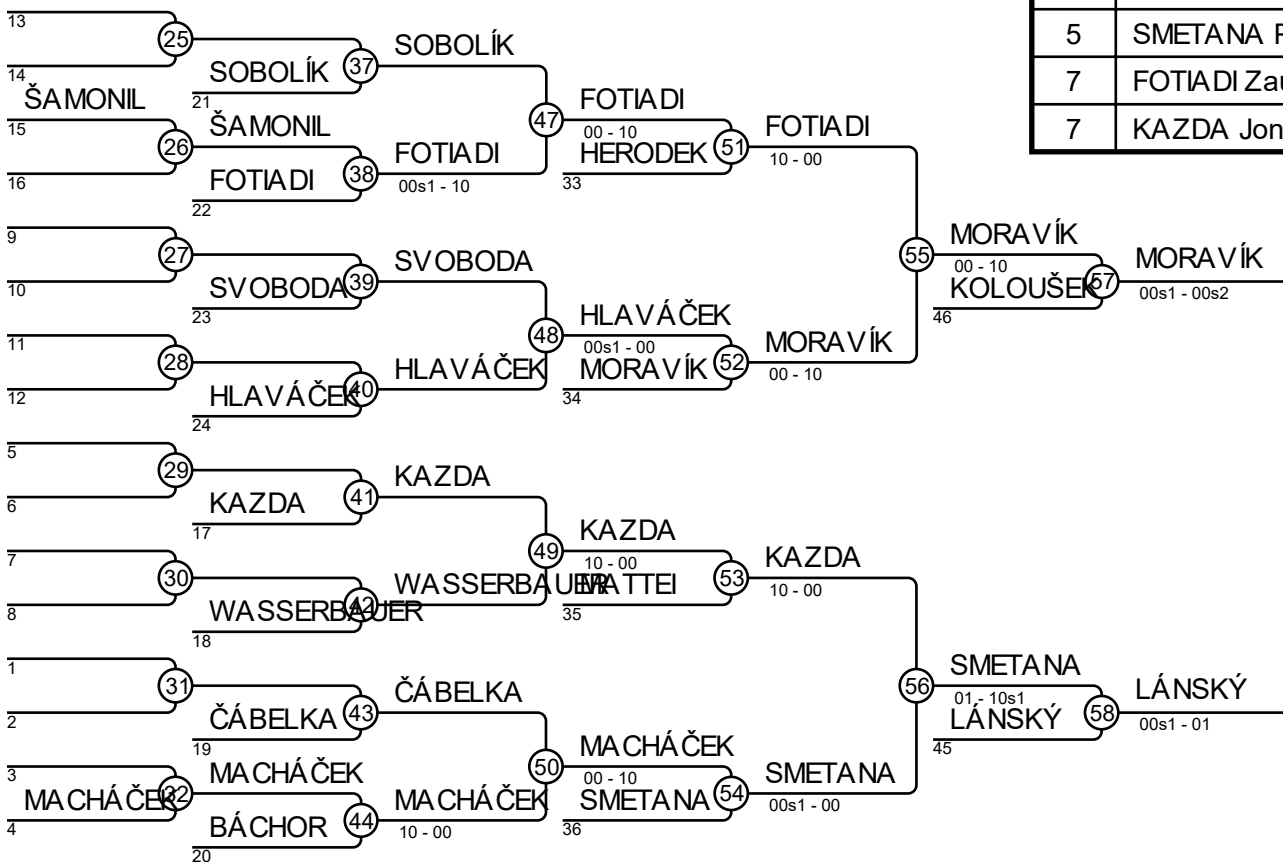 13
25
SOBOLÍK
5 SMETANA
14
SOBOLÍK 37
ŠAMONIL
21
FOTIADI
7 FOTIADI
15
ŠAMONIL
47
00 - 10
FOTIADI
7 KAZDA
26
FOTIADI
HERODEK 51
10 - 00
16
FOTIADI 38
00s1 - 10
33
22
9
MORAVÍK
27
SVOBODA
55
00 - 10
MORAVÍK
10
SVOBODA 39
KOLOUŠEK 57
00s1 - 00s2
23
HLAVÁČEK
46
11
48
00s1 - 00
MORAVÍK
28
HLAVÁČEK
MORAVÍK 52
00 - 10
12
HLAVÁČEK 40
34
24
5
29
KAZDA
6
KAZDA 41
17
KAZDA
7
49
10 - 00
KAZDA
30
WASSERBAUER
MATTEI
53
10 - 00
8
WASSERBAUER
42
35
18
1
SMETANA
31
ČÁBELKA
56
01 - 10s1
LÁNSKÝ
2
ČÁBELKA 43
LÁNSKÝ 58
00s1 - 01
19
MACHÁČEK
45
3
MACHÁČEK
50
00 - 10
SMETANA
MACHÁČEK 32
MACHÁČEK
SMETANA 54
00s1 - 00
4
BÁCHOR 44
10 - 00
36
20